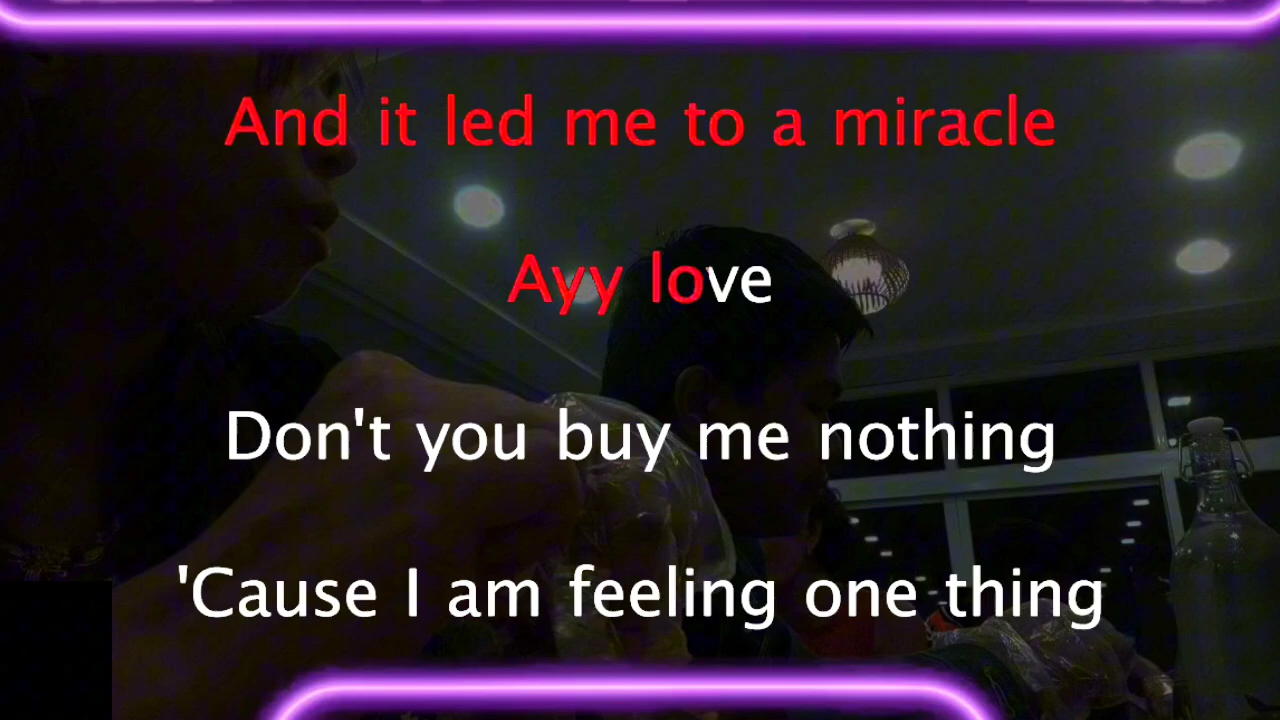 And it led me to a miracle
Ayy love
Don't you buy me nothing
'Cause I am feeling one thing